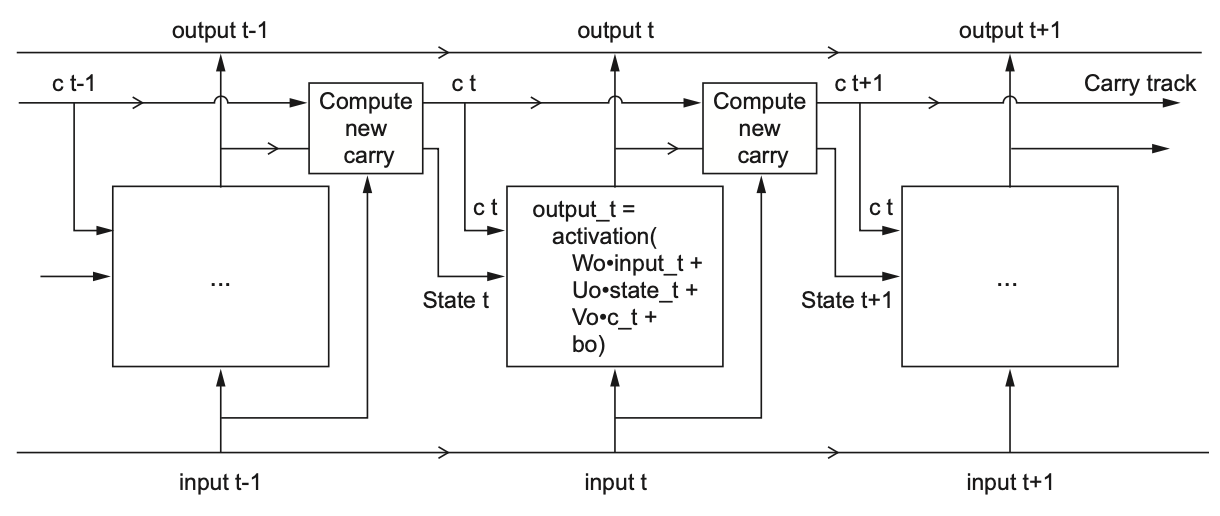 output t-1
output t
output t+1
c t-1
c t
c t+1
Carry track
Compute
new
carry
Compute
new
carry
...
c t
State t
output_t =
activation(
Wo•input_t +
Uo•state_t +
Vo•c_t +
bo)
c t
State t+1
...
input t-1
input t
input t+1